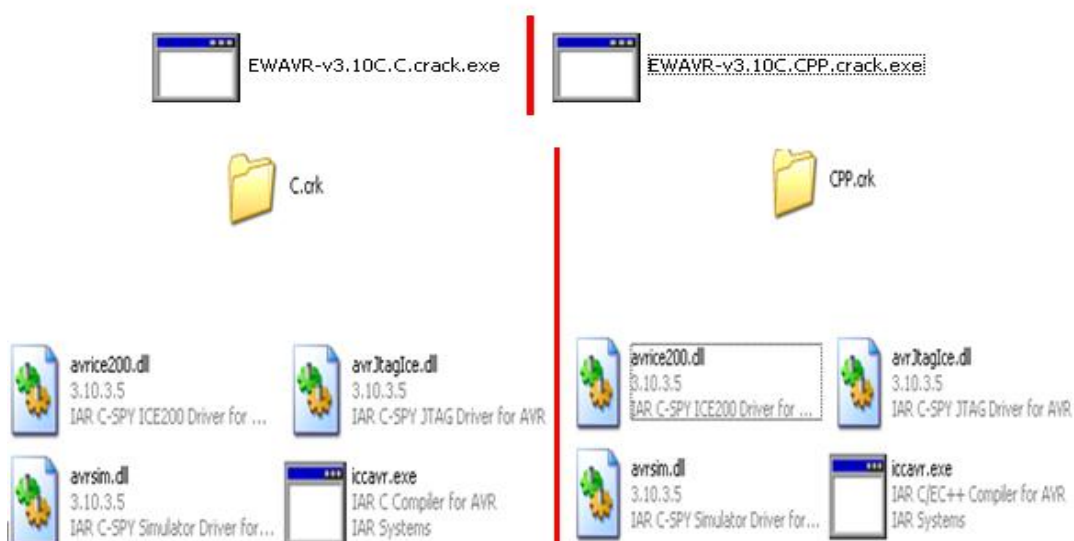 EWAVR-v3.10C.C.crack.exe
EWAVR-v3.10C.CPP.crack.exe
C.crk
CPP.crk
avrice200.dll
3.10.3.5
IAR C-SPY ICE200 Driver for ...
avrJtagIce.dll
3.10.3.5
IAR C-SPY JTAG Driver for AVR
avrsim.dll
3.10.3.5
IAR C-SPY Simulator Driver for...
iccavr.exe
IAR C Compiler for AVR
IAR Systems
avrice200.dll
3.10.3.5
IAR C-SPY ICE200 Driver for ...
avrJtagIce.dll
3.10.3.5
IAR C-SPY JTAG Driver for AVR
avrsim.dll
3.10.3.5
IAR C-SPY Simulator Driver for...
iccavr.exe
IAR C/EC++ Compiler for AVR
IAR Systems